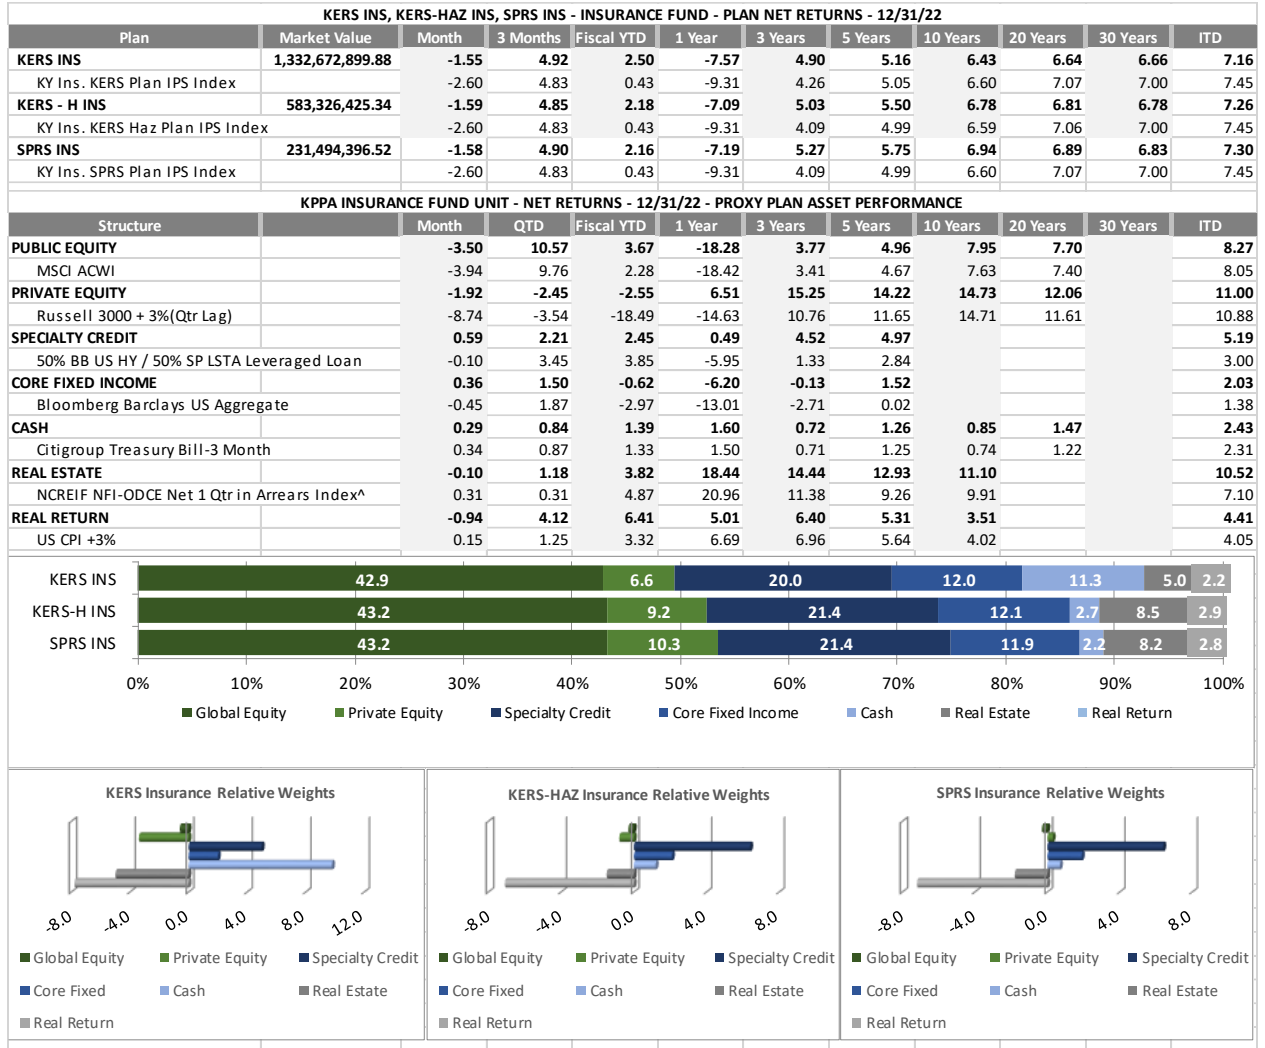 KERS INS, KERS-HAZ INS, SPRS INS - INSURANCE FUND - PLAN NET RETURNS - 12/31/22
Plan Market Value Month 3 Months Fiscal YTD 1 Year 3 Years 5 Years 10 Years 20 Years 30 Years ITD
KERS INS 1,332,672,899.88 -1.55 4.92 2.50 -7.57 4.90 5.16 6.43 6.64 6.66 7.16
KY Ins. KERS Plan IPS Index -2.60 4.83 0.43 -9.31 4.26 5.05 6.60 7.07 7.00 7.45
KERS - H INS 583,326,425.34 -1.59 4.85 2.18 -7.09 5.03 5.50 6.78 6.81 6.78 7.26
KY Ins. KERS Haz Plan IPS Index -2.60 4.83 0.43 -9.31 4.09 4.99 6.59 7.06 7.00 7.45
SPRS INS 231,494,396.52 -1.58 4.90 2.16 -7.19 5.27 5.75 6.94 6.89 6.83 7.30
KY Ins. SPRS Plan IPS Index -2.60 4.83 0.43 -9.31 4.09 4.99 6.60 7.07 7.00 7.45
KPPA INSURANCE FUND UNIT - NET RETURNS - 12/31/22 - PROXY PLAN ASSET PERFORMANCE
Structure Month QTD Fiscal YTD 1 Year 3 Years 5 Years 10 Years 20 Years 30 Years ITD
PUBLIC EQUITY -3.50 10.57 3.67 -18.28 3.77 4.96 7.95 7.70 8.27
MSCI ACWI -3.94 9.76 2.28 -18.42 3.41 4.67 7.63 7.40 8.05
PRIVATE EQUITY -1.92 -2.45 -2.55 6.51 15.25 14.22 14.73 12.06 11.00
Russell 3000 + 3%(Qtr Lag) -8.74 -3.54 -18.49 -14.63 10.76 11.65 14.71 11.61 10.88
SPECIALTY CREDIT 0.59 2.21 2.45 0.49 4.52 4.97 5.19
50% BB US HY / 50% SP LSTA Leveraged Loan -0.10 3.45 3.85 -5.95 1.33 2.84 3.00
CORE FIXED INCOME 0.36 1.50 -0.62 -6.20 -0.13 1.52 2.03
Bloomberg Barclays US Aggregate -0.45 1.87 -2.97 -13.01 -2.71 0.02 1.38
CASH 0.29 0.84 1.39 1.60 0.72 1.26 0.85 1.47 2.43
Citigroup Treasury Bill-3 Month 0.34 0.87 1.33 1.50 0.71 1.25 0.74 1.22 2.31
REAL ESTATE -0.10 1.18 3.82 18.44 14.44 12.93 11.10 10.52
NCREIF NFI-ODCE Net 1 Qtr in Arrears Index^ 0.31 0.31 4.87 20.96 11.38 9.26 9.91 7.10
REAL RETURN -0.94 4.12 6.41 5.01 6.40 5.31 3.51 4.41
US CPI +3% 0.15 1.25 3.32 6.69 6.96 5.64 4.02 4.05
KERS INS 42.9 6.6 20.0 12.0 11.3 5.0 2.2
KERS-H INS 43.2 9.2 21.4 12.1 2.7 8.5 2.9
SPRS INS 43.2 10.3 21.4 11.9 2.2 8.2 2.8
0% 10% 20% 30% 40% 50% 60% 70% 80% 90% 100%
Global Equity Private Equity Specialty Credit Core Fixed Income Cash Real Estate Real Return
KERS Insurance Relative Weights
-8.0 -4.0 0.0 4.0 8.0 12.0
Global Equity Private Equity Specialty Credit
Core Fixed Cash Real Estate
Real Return
KERS-HAZ Insurance Relative Weights
-8.0 -4.0 0.0 4.0 8.0
Global Equity Private Equity Specialty Credit
Core Fixed Cash Real Estate
Real Return
SPRS Insurance Relative Weights
-8.0 -4.0 0.0 4.0 8.0
Global Equity Private Equity Specialty Credit
Core Fixed Cash Real Estate
Real Return